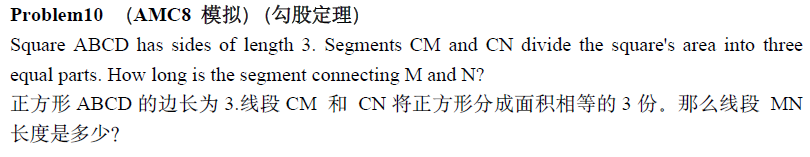 Problem10 （AMC8 模拟）（勾股定理）
Square ABCD has sides of length 3. Segments CM and CN divide the square's area into three
equal parts. How long is the segment connecting M and N?
正方形 ABCD 的边长为 3.线段 CM 和 CN 将正方形分成面积相等的 3 份。那么线段 MN
长度是多少?